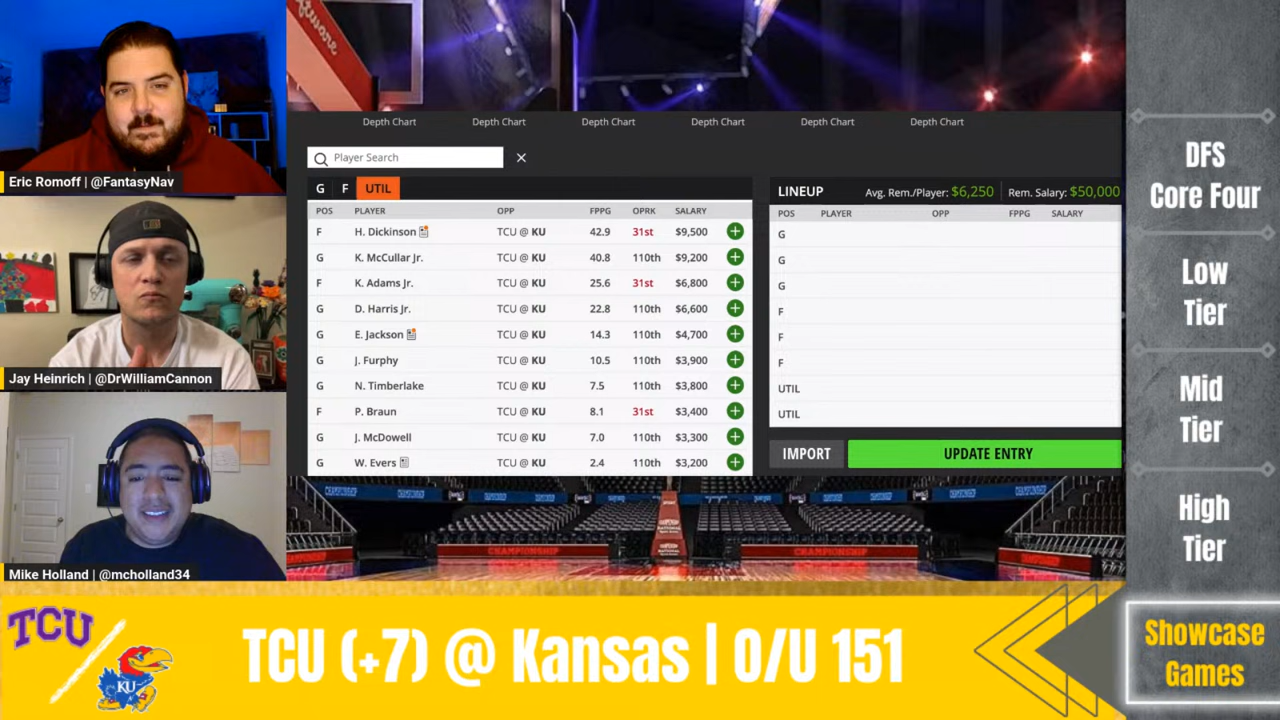 Eric Romoff | @FantasyNav
Jay Heinrich | @DrWilliamCannon
Mike Holland | @mcholland34
Depth Chart Depth Chart Depth Chart Depth Chart Depth Chart Depth Chart
Player Search
G F UTIL
POS PLAYER OPP FPPG OPRK SALARY
F H. Dickinson TCU @ KU 42.9 31st $9,500
G K. McCullar Jr. TCU @ KU 40.8 110th $9,200
F K. Adams Jr. TCU @ KU 25.6 31st $6,800
G D. Harris Jr. TCU @ KU 22.8 110th $6,600
G E. Jackson TCU @ KU 14.3 110th $4,700
G J. Furphy TCU @ KU 10.5 110th $3,900
G N. Timberlake TCU @ KU 7.5 110th $3,800
F P. Braun TCU @ KU 8.1 31st $3,400
G J. McDowell TCU @ KU 7.0 110th $3,300
G W. Evers TCU @ KU 2.4 110th $3,200
LINEUP Avg. Rem./Player: $6,250 Rem. Salary: $50,000
POS PLAYER OPP FPPG SALARY
G
G
G
F
F
F
UTIL
UTIL
IMPORT UPDATE ENTRY
CHAMPIONSHIP CHAMPIONSHIP
DFS
Core Four
Low
Tier
Mid
Tier
High
Tier
Showcase
Games
TCU
KU
TCU (+7) @ Kansas | O/U 151